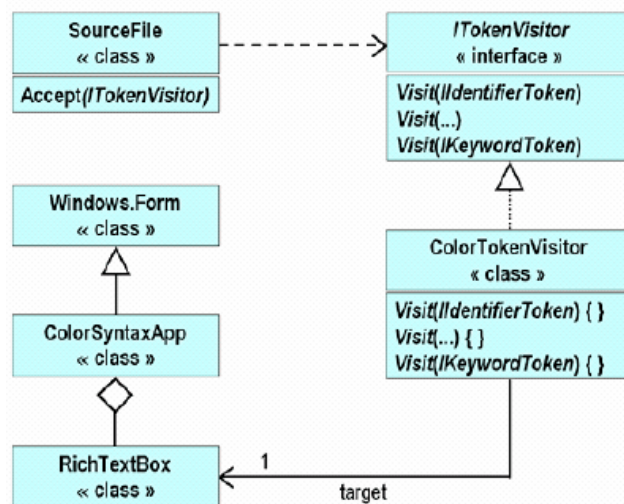 SourceFile
« class »
Accept(ITokenVisitor)
ITokenVisitor
« interface »
Visit(IIdentifierToken)
Visit(...)
Visit(IKeywordToken)
Windows.Form
« class »
ColorSyntaxApp
« class »
RichTextBox
« class »
ColorTokenVisitor
« class »
Visit(IIdentifierToken) { }
Visit(...) { }
Visit(IKeywordToken) { }
1
target